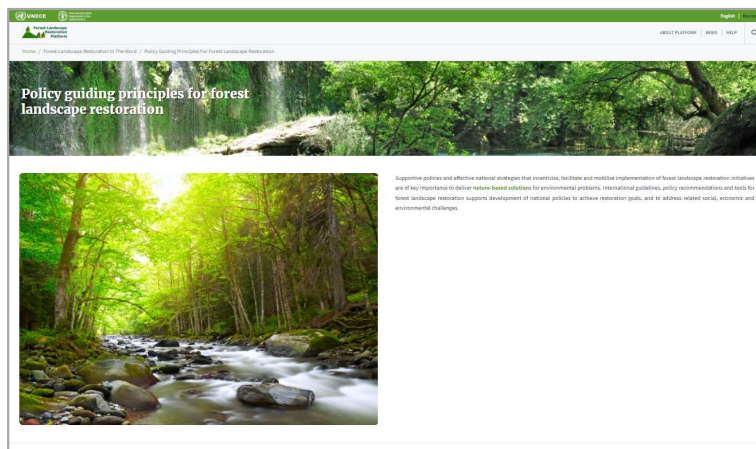 UNECE
English |
Forest Landscape
Restoration
Platform
ABOUT PLATFORM | NEWS | HELP
Home / Forest Landscape Restoration In The Word / Policy Guiding Principles For Forest Landscape Restoration
Policy guiding principles for forest
landscape restoration
Supportive policies and effective national strategies that incentivize, facilitate and mobilize implementation of forest landscape restoration initiatives
are of key importance to deliver nature-based solutions for environmental problems. International guidelines, policy recommendations and tools for
forest landscape restoration supports development of national policies to achieve restoration goals, and to address related social, economic and
environmental challenges.